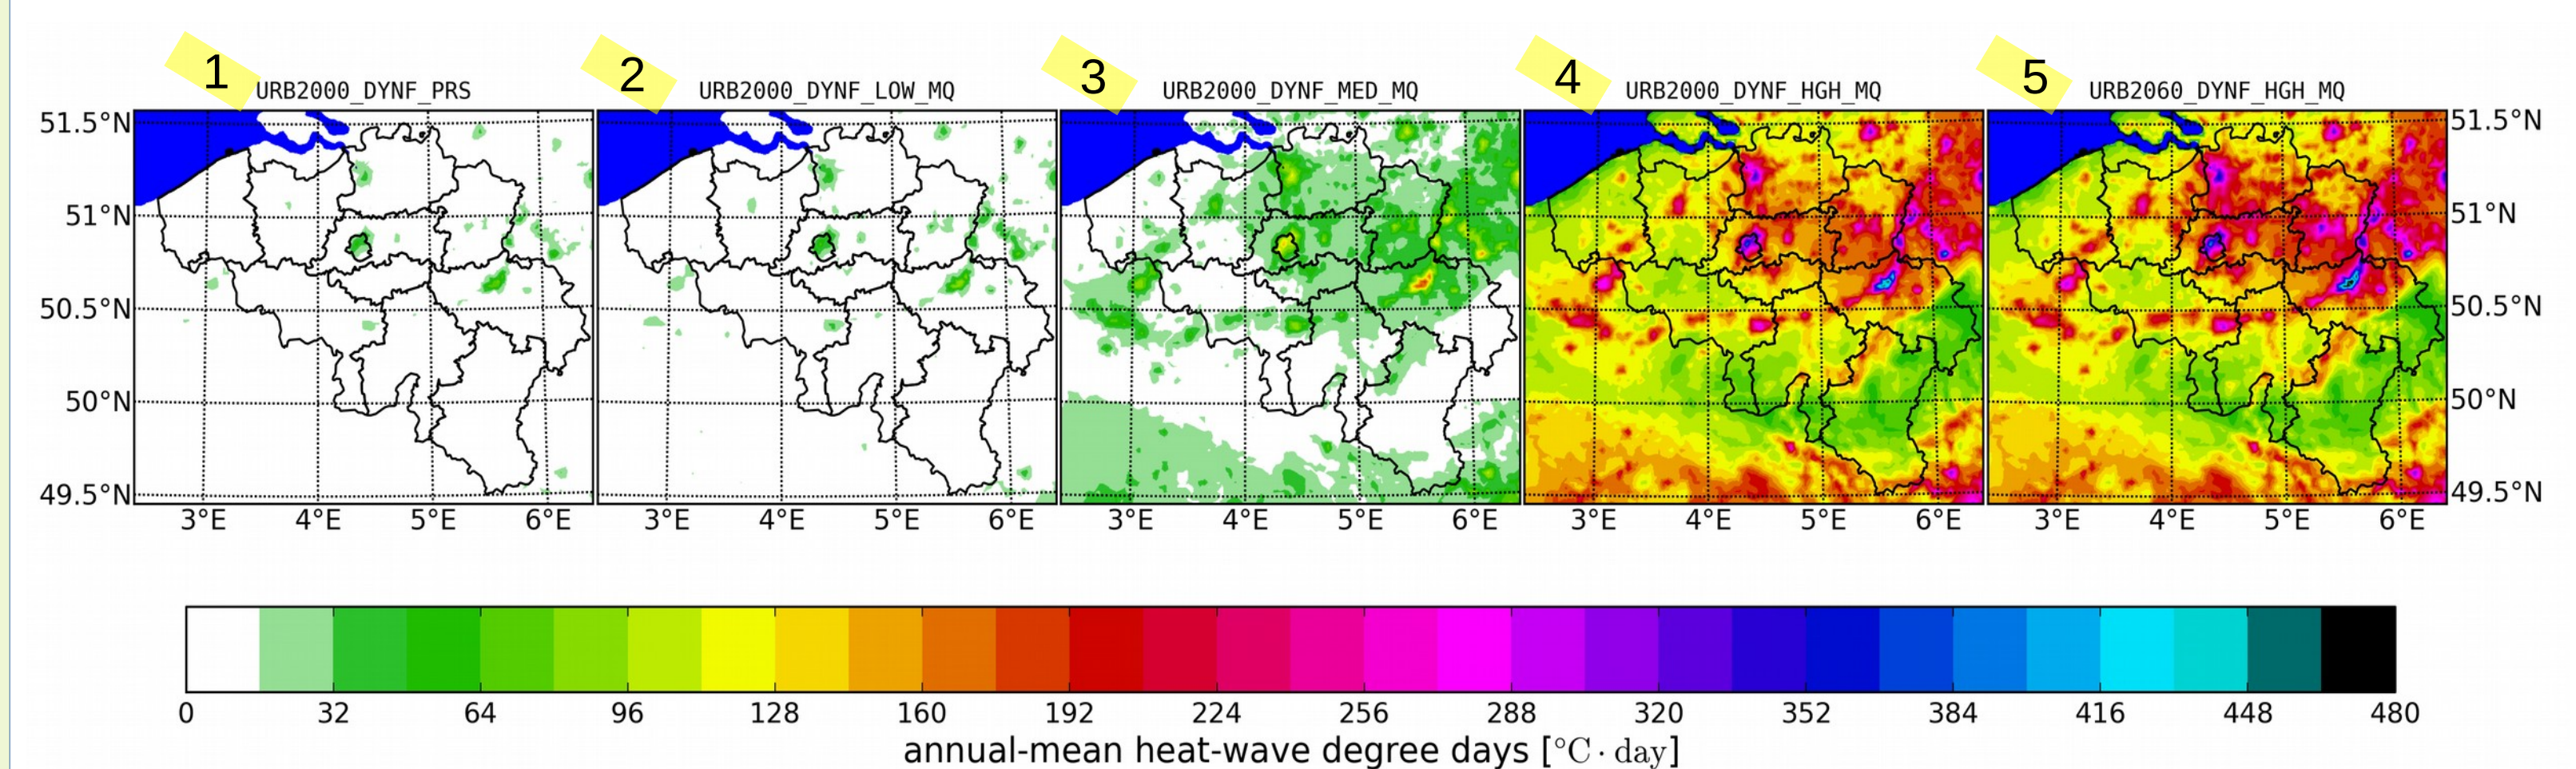 1 2 3 4 5
URB2000_DYNF_PRS URB2000_DYNF_LOW_MQ URB2000_DYNF_MED_MQ URB2000_DYNF_HGH_MQ URB2060_DYNF_HGH_MQ
51.5°N 51.5°N
51°N 51°N
50.5°N 50.5°N
50°N 50°N
49.5°N 49.5°N
3°E 4°E 5°E 6°E 3°E 4°E 5°E 6°E 3°E 4°E 5°E 6°E 3°E 4°E 5°E 6°E 3°E 4°E 5°E 6°E
0 32 64 96 128 160 192 224 256 288 320 352 384 416 448 480
annual-mean heat-wave degree days [°C · day]